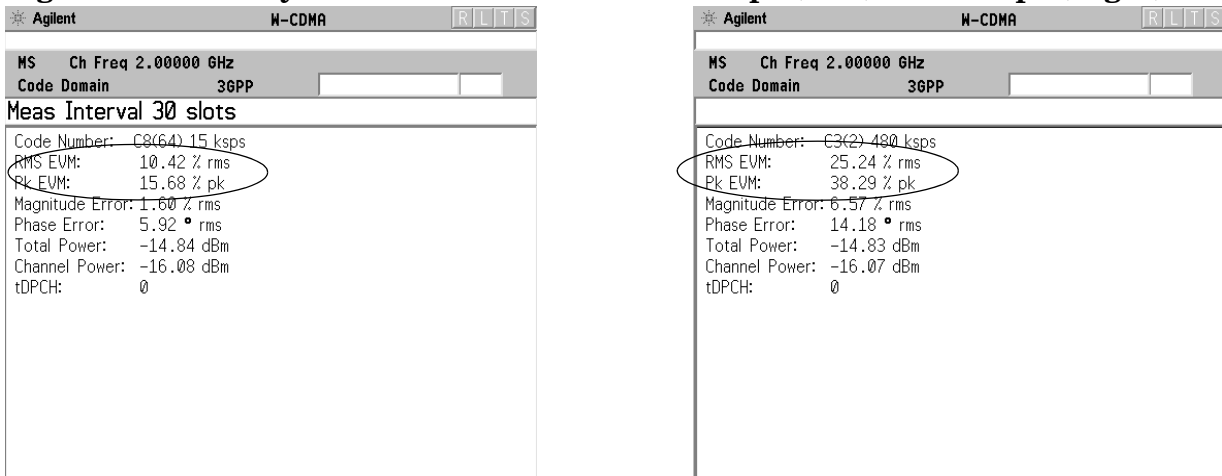 Agilent W-CDMA R L T S
MS Ch Freq 2.00000 GHz
Code Domain 3GPP
Meas Interval 30 slots
Code Number: C8(64) 15 ksps
RMS EVM: 10.42 % rms
Pk EVM: 15.68 % pk
Magnitude Error: 1.60 % rms
Phase Error: 5.92 ° rms
Total Power: -14.84 dBm
Channel Power: -16.08 dBm
tDPCH: 0
Agilent W-CDMA R L T S
MS Ch Freq 2.00000 GHz
Code Domain 3GPP
Code Number: C3(2) 480 ksps
RMS EVM: 25.24 % rms
Pk EVM: 38.29 % pk
Magnitude Error: 6.57 % rms
Phase Error: 14.18 ° rms
Total Power: -14.83 dBm
Channel Power: -16.07 dBm
tDPCH: 0